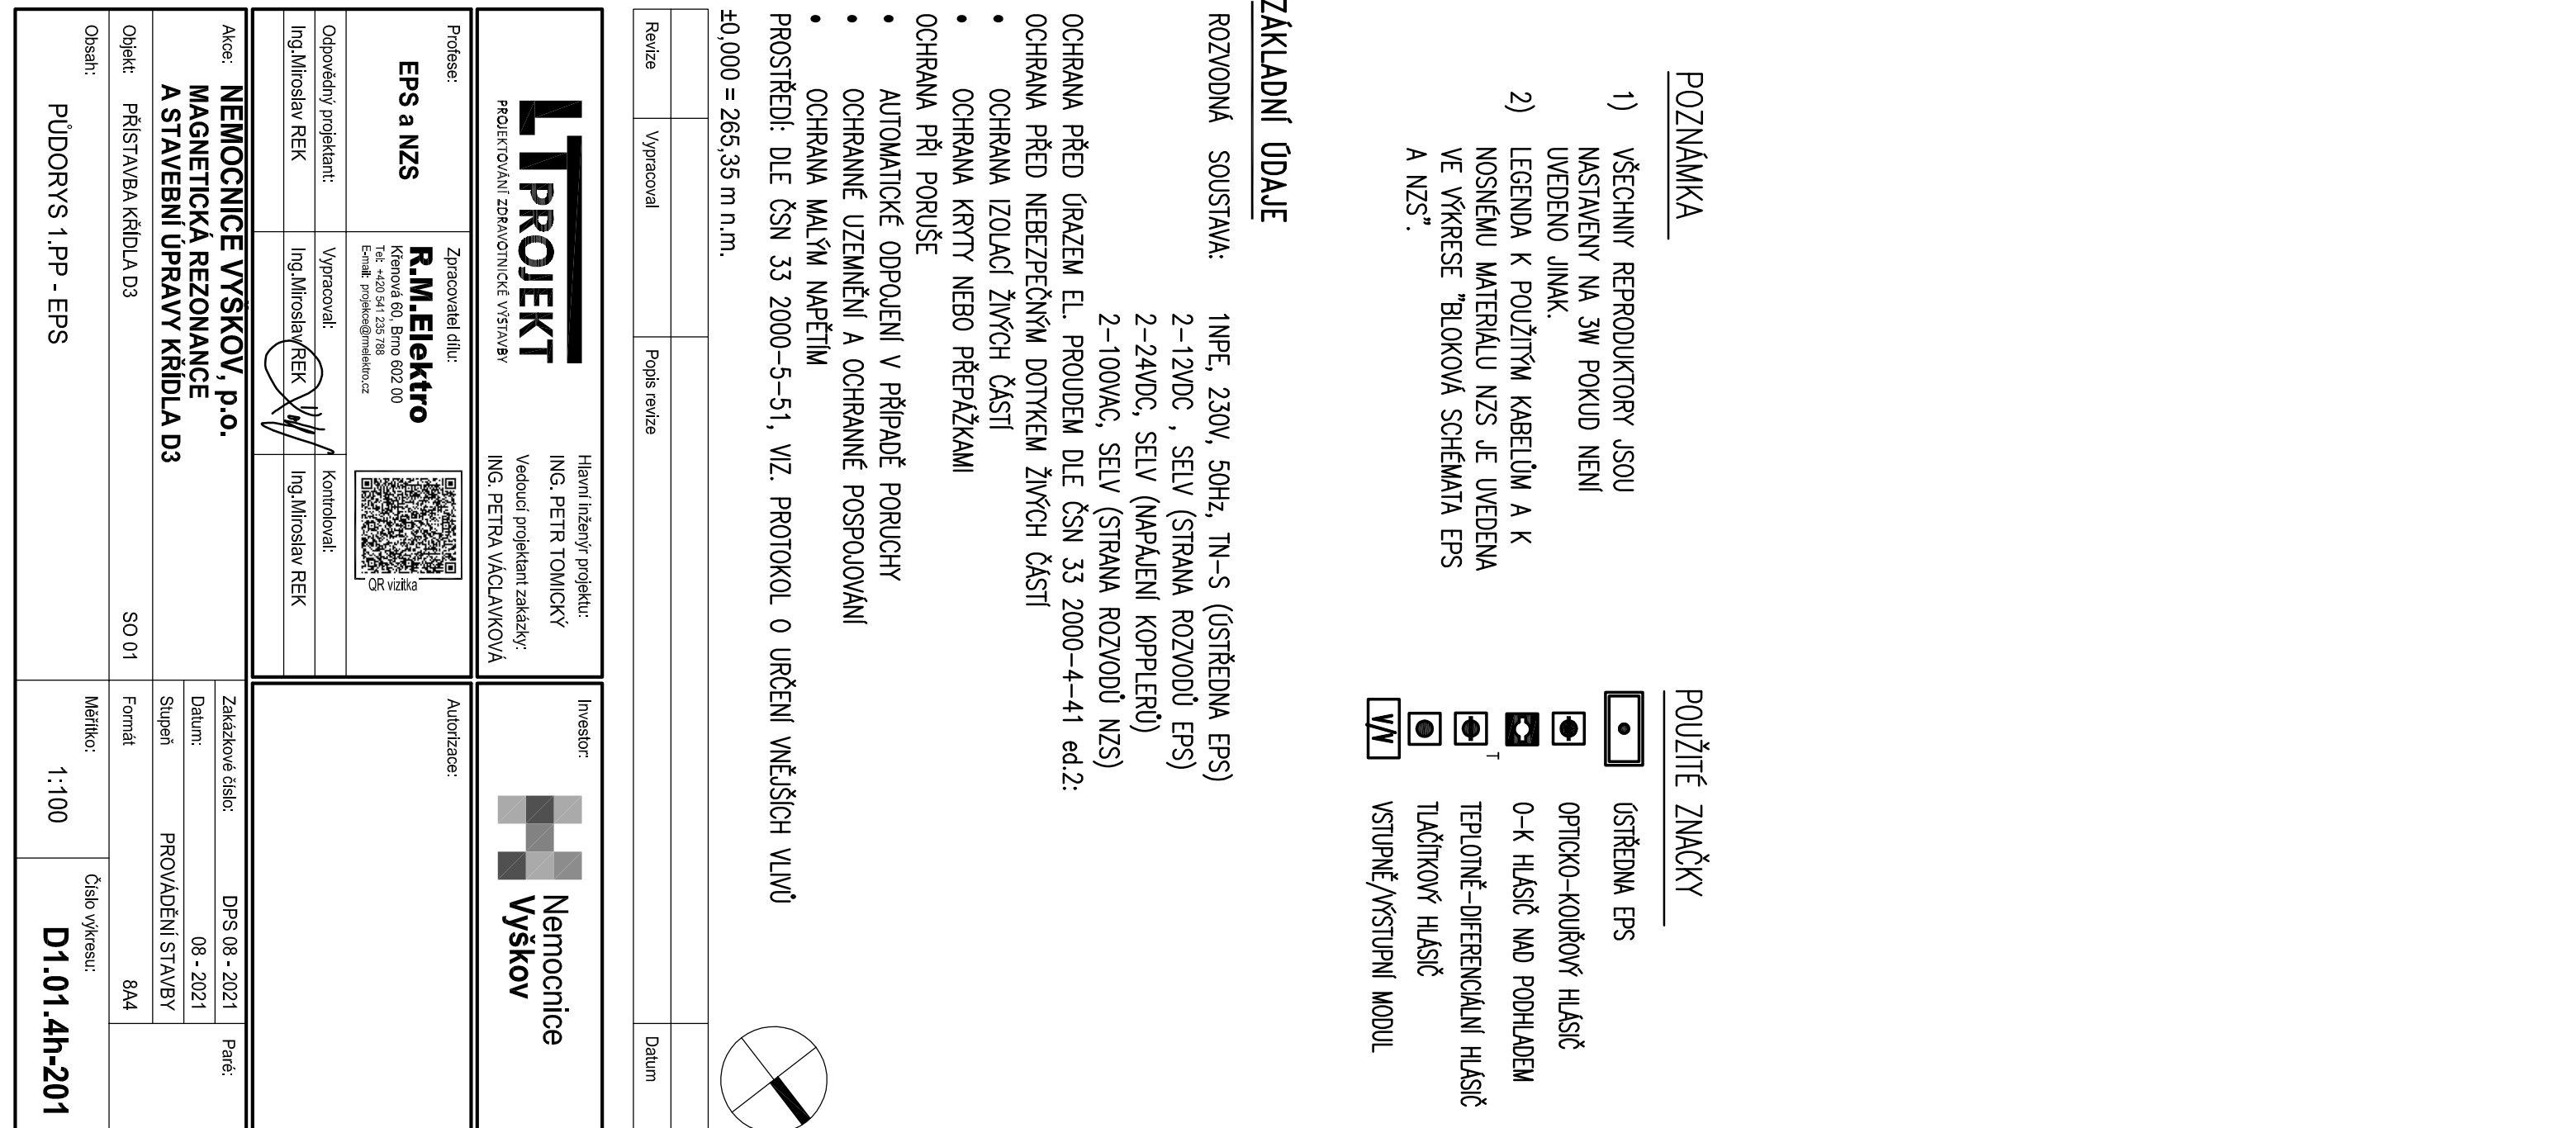 POZNÁMKA
1) VŠECHNIY REPRODUKTORY JSOU
NASTAVENY NA 3W POKUD NENÍ
UVEDENO JINAK.
2) LEGENDA K POUŽITÝM KABELŮM A K
NOSNÉMU MATERIÁLU NZS JE UVEDENA
VE VÝKRESE "BLOKOVÁ SCHÉMATA EPS
A NZS".
POUŽITÉ ZNAČKY
ÚSTŘEDNA EPS
OPTICKO-KOUŘOVÝ HLÁSIČ
O-K HLÁSIČ NAD PODHLADEM
T
TEPLOTNĚ-DIFERENCIÁLNÍ HLÁSIČ
TLAČÍTKOVÝ HLÁSIČ
V/V VSTUPNĚ/VÝSTUPNÍ MODUL
ZÁKLADNÍ ÚDAJE
ROZVODNÁ SOUSTAVA: 1NPE, 230V, 50Hz, TN-S (ÚSTŘEDNA EPS)
2-12VDC , SELV (STRANA ROZVODŮ EPS)
2-24VDC, SELV (NAPÁJENÍ KOPPLERŮ)
2-100VAC, SELV (STRANA ROZVODŮ NZS)
OCHRANA PŘED ÚRAZEM EL. PROUDEM DLE ČSN 33 2000-4-41 ed.2:
OCHRANA PŘED NEBEZPEČNÝM DOTYKEM ŽIVÝCH ČÁSTÍ
• OCHRANA IZOLACÍ ŽIVÝCH ČÁSTÍ
• OCHRANA KRYTY NEBO PŘEPÁŽKAMI
OCHRANA PŘI PORUŠE
• AUTOMATICKÉ ODPOJENÍ V PŘÍPADĚ PORUCHY
• OCHRANNÉ UZEMNĚNÍ A OCHRANNÉ POSPOJOVÁNÍ
• OCHRANA MALÝM NAPĚTÍM
PROSTŘEDÍ: DLE ČSN 33 2000-5-51, VIZ. PROTOKOL O URČENÍ VNĚJŠÍCH VLIVŮ
±0,000 = 265,35 m n.m.
Revize Vypracoval Popis revize Datum
LT PROJEKT
PROJEKTOVÁNÍ ZDRAVOTNICKÉ VÝSTAVBY
Hlavní inženýr projektu:
ING. PETR TOMICKÝ
Vedoucí projektant zakázky:
ING. PETRA VÁCLAVKOVÁ
Investor:
Nemocnice
Vyškov
Profese:
EPS a NZS
Zpracovatel dílu:
R.M.Elektro
Křenová 60, Brno 602 00
Tel: +420 541 235 788
E-mail: projekce@rmelektro.cz
QR vizitka
Autorizace:
Odpovědný projektant: Vypracoval: Kontroloval:
Ing.Miroslav REK Ing.Miroslav REK Ing.Miroslav REK
Akce: NEMOCNICE VYŠKOV, p.o.
MAGNETICKÁ REZONANCE
A STAVEBNÍ ÚPRAVY KŘÍDLA D3
Zakázkové číslo: DPS 08 - 2021
Datum: 08 - 2021
Stupeň PROVÁDĚNÍ STAVBY
Paré:
Objekt: PŘÍSTAVBA KŘÍDLA D3 SO 01
Formát 8A4
Obsah:
PŮDORYS 1.PP - EPS
Měřítko:
1:100
Číslo výkresu:
D1.01.4h-201